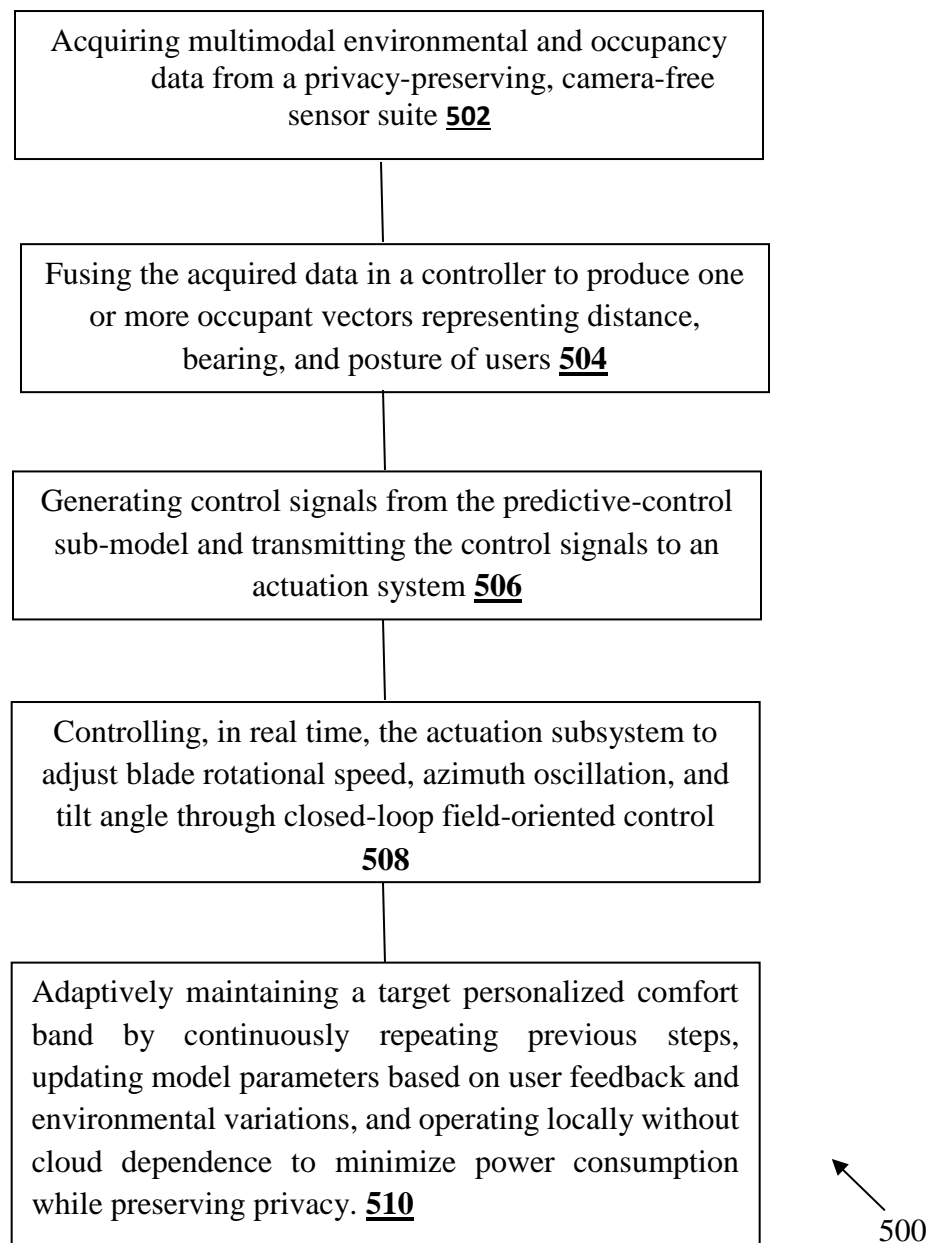 Acquiring multimodal environmental and occupancy
data from a privacy-preserving, camera-free
sensor suite 502
Fusing the acquired data in a controller to produce one
or more occupant vectors representing distance,
bearing, and posture of users 504
Generating control signals from the predictive-control
sub-model and transmitting the control signals to an
actuation system 506
Controlling, in real time, the actuation subsystem to
adjust blade rotational speed, azimuth oscillation, and
tilt angle through closed-loop field-oriented control
508
Adaptively maintaining a target personalized comfort
band by continuously repeating previous steps,
updating model parameters based on user feedback and
environmental variations, and operating locally without
cloud dependence to minimize power consumption
while preserving privacy. 510
500